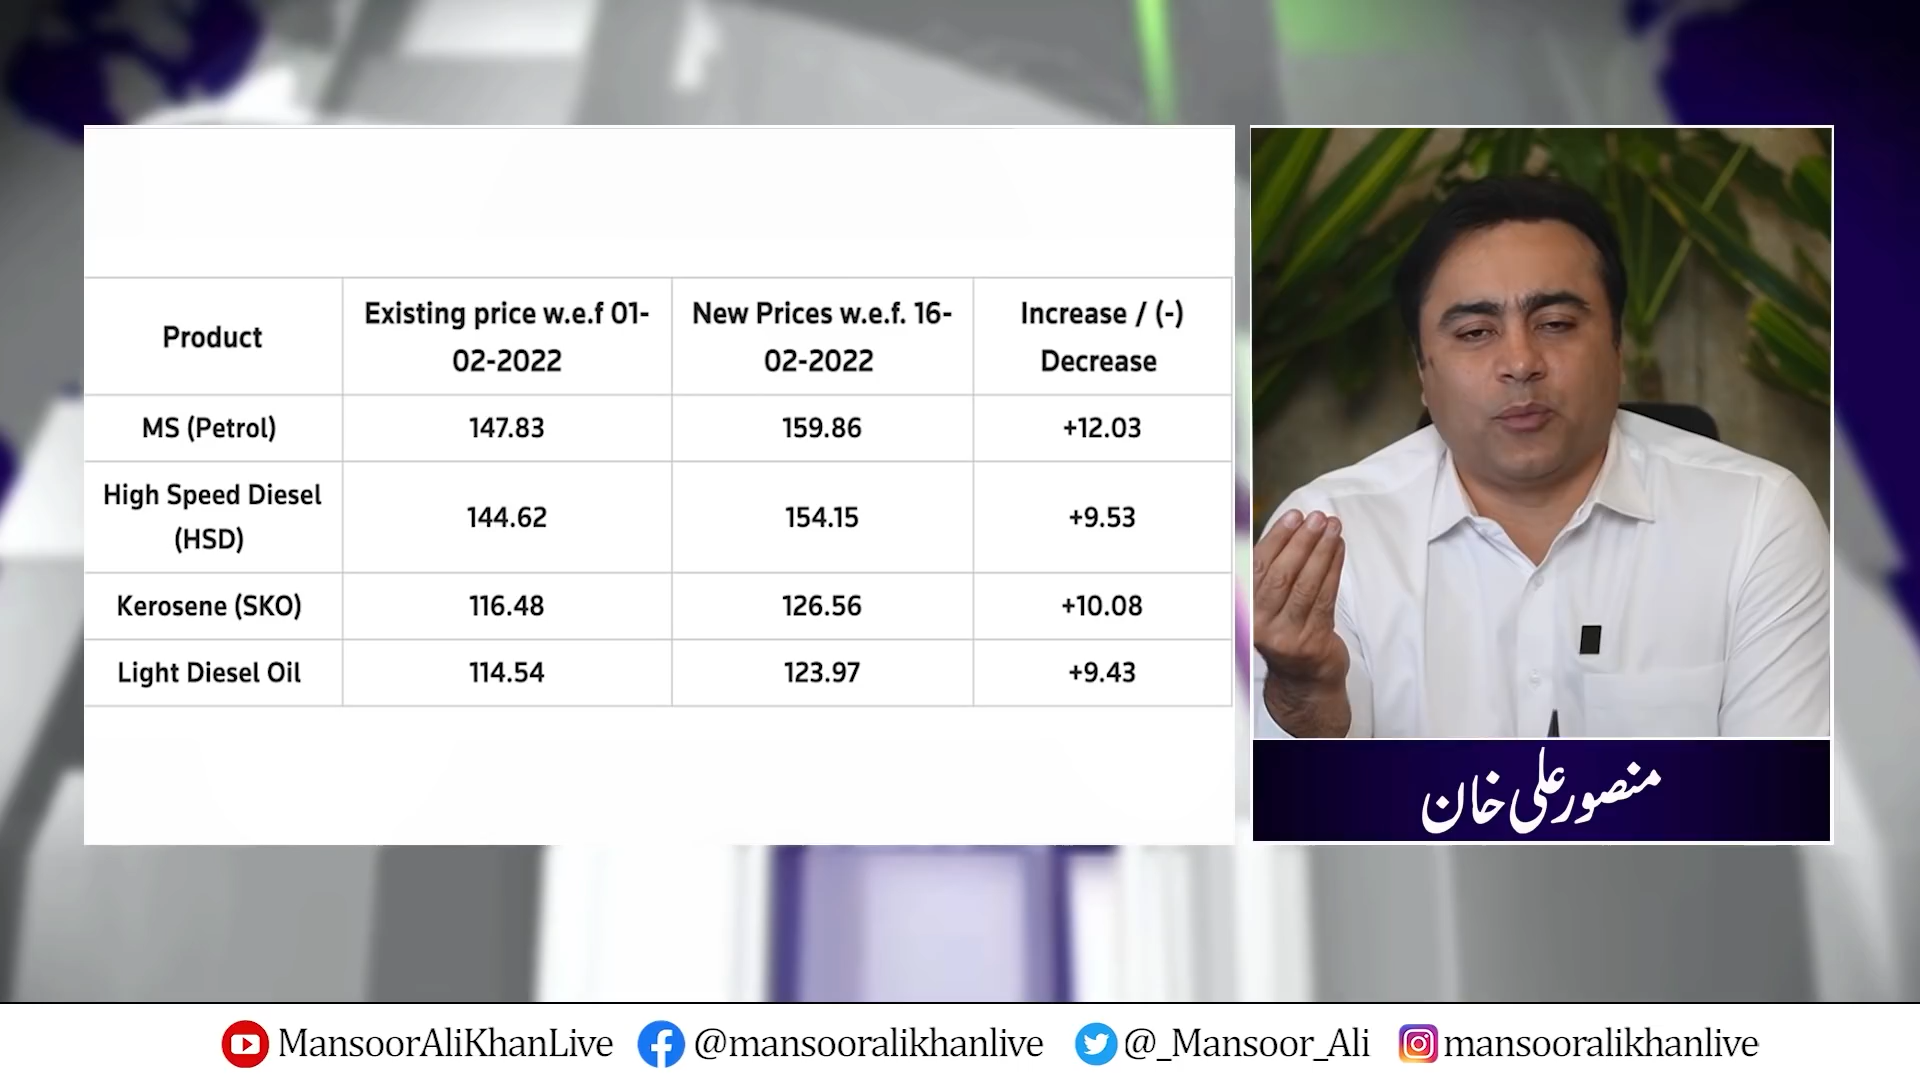 Product
Existing price w.e.f 01-
02-2022
New Prices w.e.f. 16-
02-2022
Increase / (-)
Decrease
MS (Petrol)
147.83
159.86
+12.03
High Speed Diesel
(HSD)
144.62
154.15
+9.53
Kerosene (SKO)
116.48
126.56
+10.08
Light Diesel Oil
114.54
123.97
+9.43
منصور علی خان
MansoorAliKhanLive
@mansooralikhanlive
@_Mansoor_Ali
mansooralikhanlive